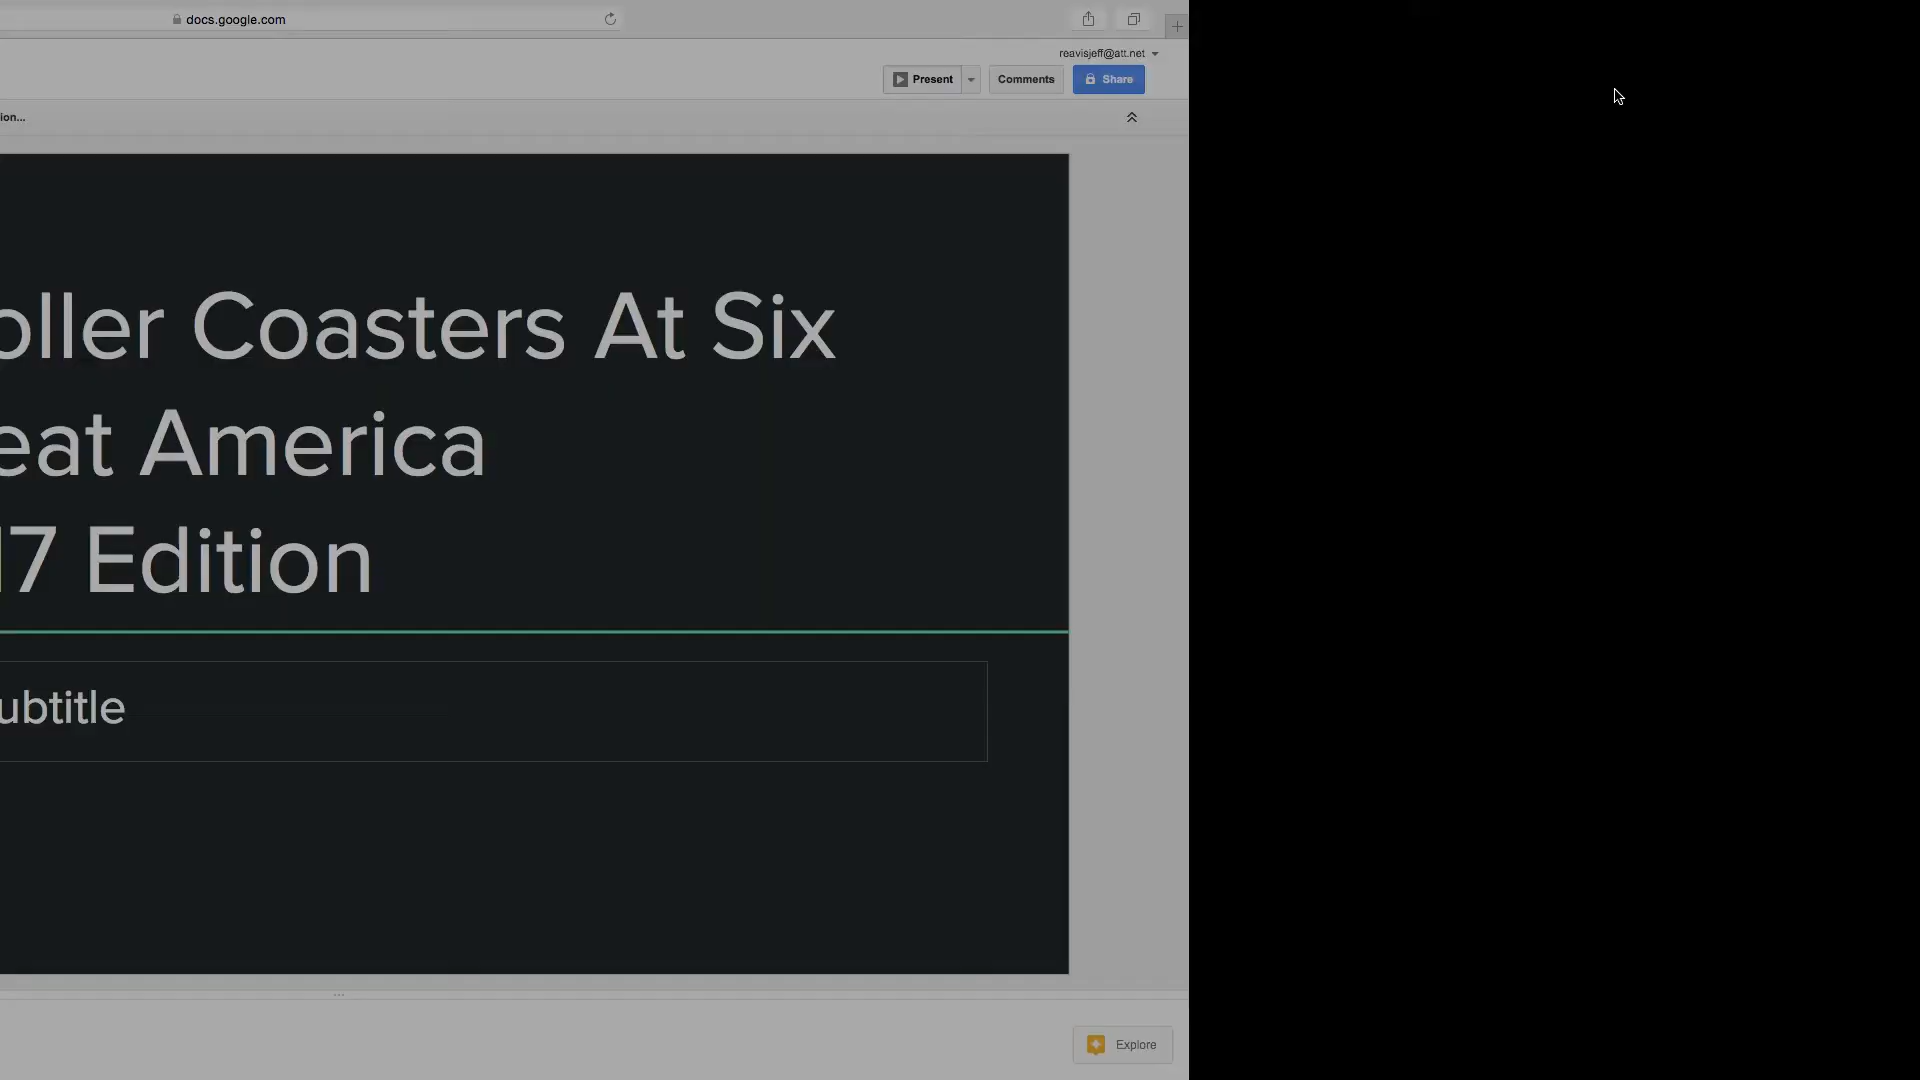 docs.google.com
reavisjeff@att.net
Present
Comments
Share
ion...
oller Coasters At Six
eat America
17 Edition
ubtitle
Explore